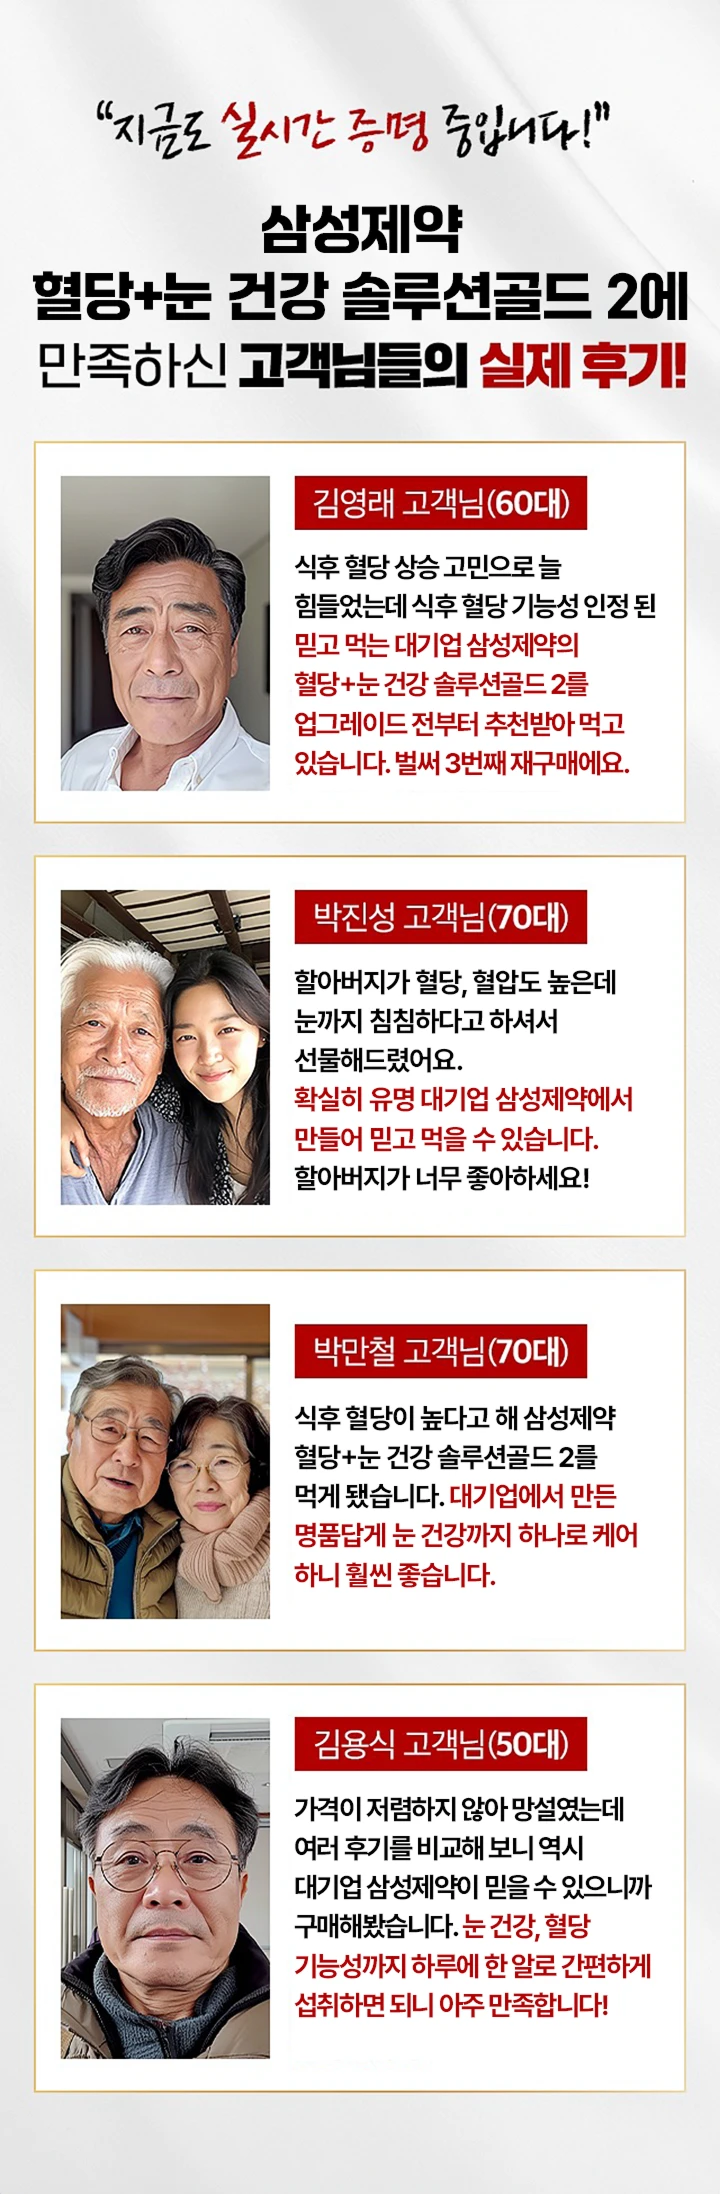 “지금도 실시간 증명 중입니다!”
삼성제약
혈당+눈 건강 솔루션골드 2에
만족하신 고객님들의 실제 후기!
김영래 고객님(60대)
식후 혈당 상승 고민으로 늘
힘들었는데 식후 혈당 기능성 인정 된
믿고 먹는 대기업 삼성제약의
혈당+눈 건강 솔루션골드 2를
업그레이드 전부터 추천받아 먹고
있습니다. 벌써 3번째 재구매에요.
박진성 고객님(70대)
할아버지가 혈당, 혈압도 높은데
눈까지 침침하다고 하셔서
선물해드렸어요.
확실히 유명 대기업 삼성제약에서
만들어 믿고 먹을 수 있습니다.
할아버지가 너무 좋아하세요!
박만철 고객님(70대)
식후 혈당이 높다고 해 삼성제약
혈당+눈 건강 솔루션골드 2를
먹게 됐습니다. 대기업에서 만든
명품답게 눈 건강까지 하나로 케어
하니 훨씬 좋습니다.
김용식 고객님(50대)
가격이 저렴하지 않아 망설였는데
여러 후기를 비교해 보니 역시
대기업 삼성제약이 믿을 수 있으니까
구매해봤습니다. 눈 건강, 혈당
기능성까지 하루에 한 알로 간편하게
섭취하면 되니 아주 만족합니다!